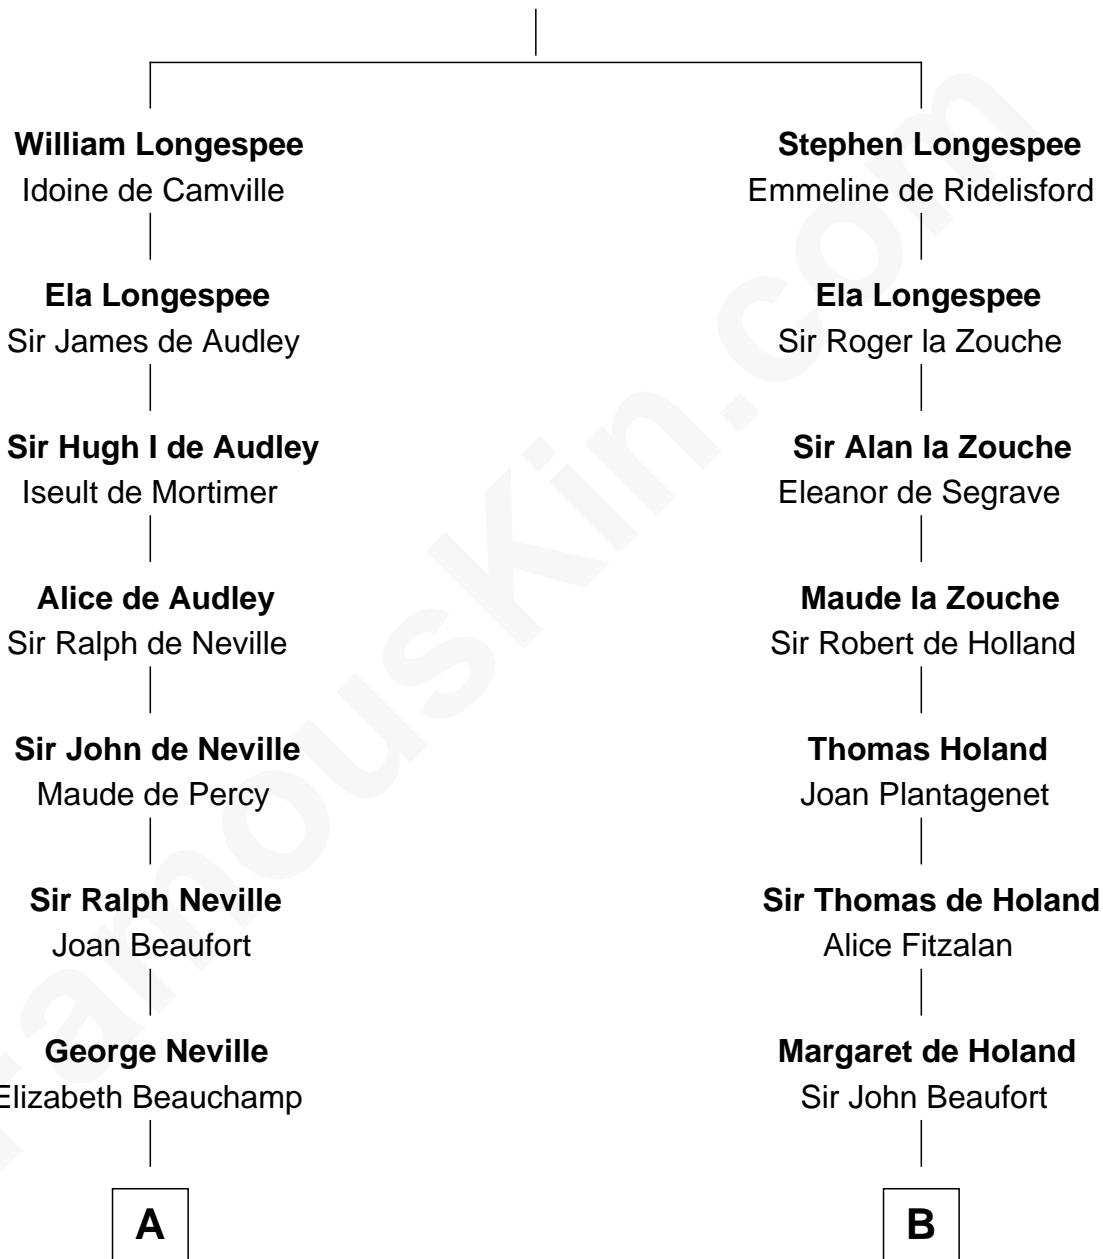 William Longespee
Idoine de Camville
Ela Longespee
Sir James de Audley
Sir Hugh I de Audley
Iseult de Mortimer
Alice de Audley
Sir Ralph de Neville
Sir John de Neville
Maude de Percy
Sir Ralph Neville
Joan Beaufort
George Neville
Elizabeth Beauchamp
A
Stephen Longespee
Emmeline de Ridelisford
Ela Longespee
Sir Roger la Zouche
Sir Alan la Zouche
Eleanor de Segrave
Maude la Zouche
Sir Robert de Holland
Thomas Holand
Joan Plantagenet
Sir Thomas de Holand
Alice Fitzalan
Margaret de Holand
Sir John Beaufort
B
FamousKin.com